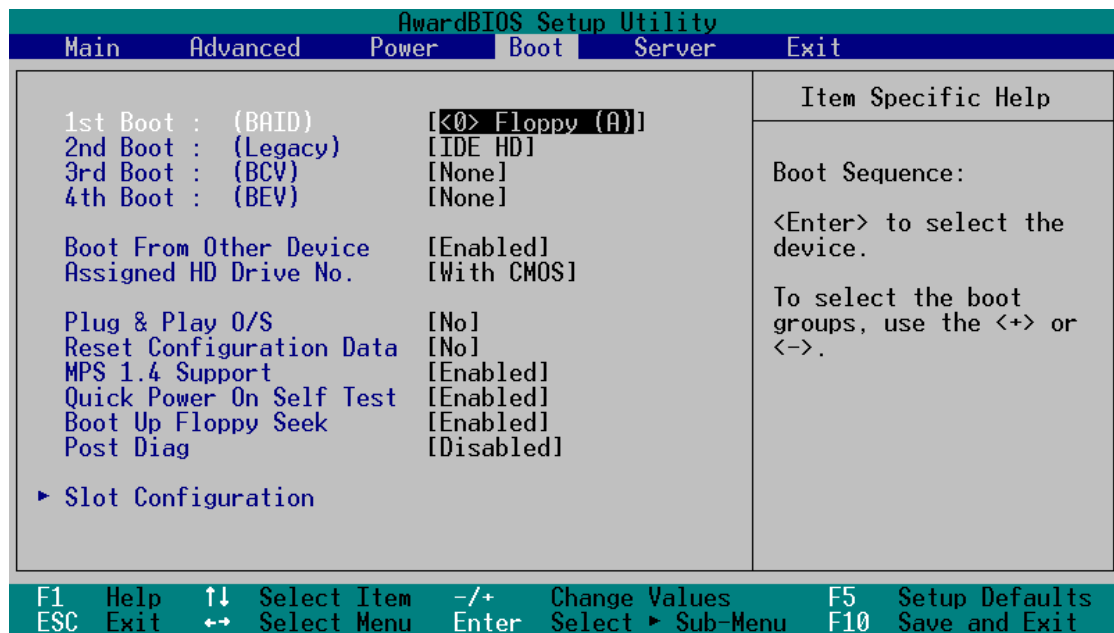 AwardBIOS Setup Utility
Main Advanced Power Boot Server Exit
1st Boot : (BAID) [<0> Floppy (A)]
2nd Boot : (Legacy) [IDE HD]
3rd Boot : (BCV) [None]
4th Boot : (BEV) [None]
Boot From Other Device [Enabled]
Assigned HD Drive No. [With CMOS]
Plug & Play O/S [No]
Reset Configuration Data [No]
MPS 1.4 Support [Enabled]
Quick Power On Self Test [Enabled]
Boot Up Floppy Seek [Enabled]
Post Diag [Disabled]
► Slot Configuration
Item Specific Help
Boot Sequence:
<Enter> to select the
device.
To select the boot
groups, use the <+> or
<->.
F1 Help ↑↓ Select Item -/+ Change Values F5 Setup Defaults
ESC Exit ←→ Select Menu Enter Select ► Sub-Menu F10 Save and Exit